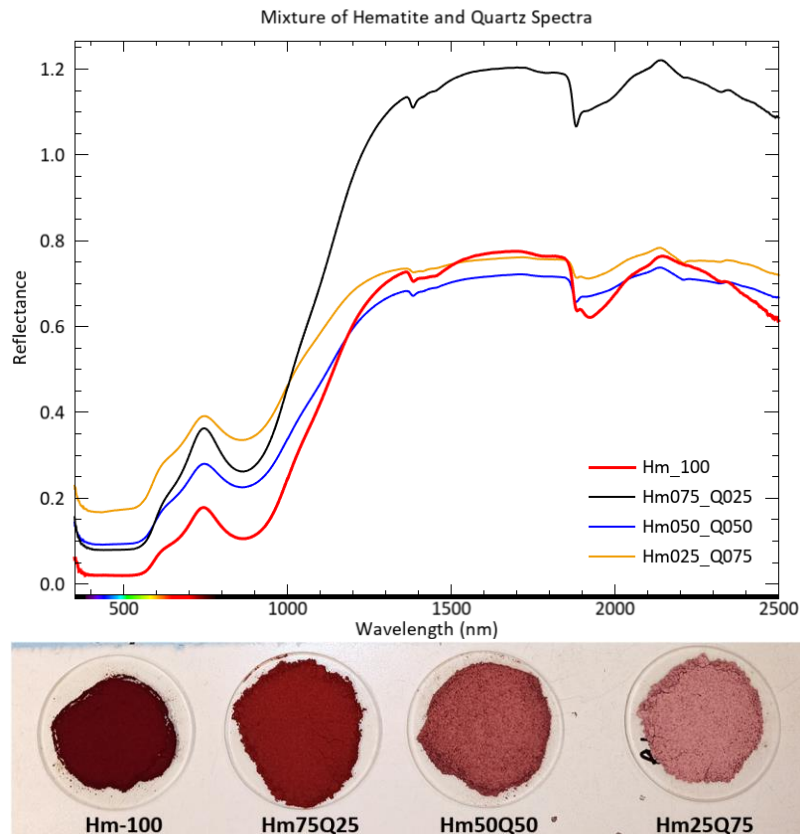 Mixture of Hematite and Quartz Spectra
1.2
1.0
0.8
0.6
0.4
0.2
0.0
Reflectance
Hm_100
Hm075_Q025
Hm050_Q050
Hm025_Q075
500 1000 1500 2000 2500
Wavelength (nm)
Hm-100 Hm75Q25 Hm50Q50 Hm25Q75